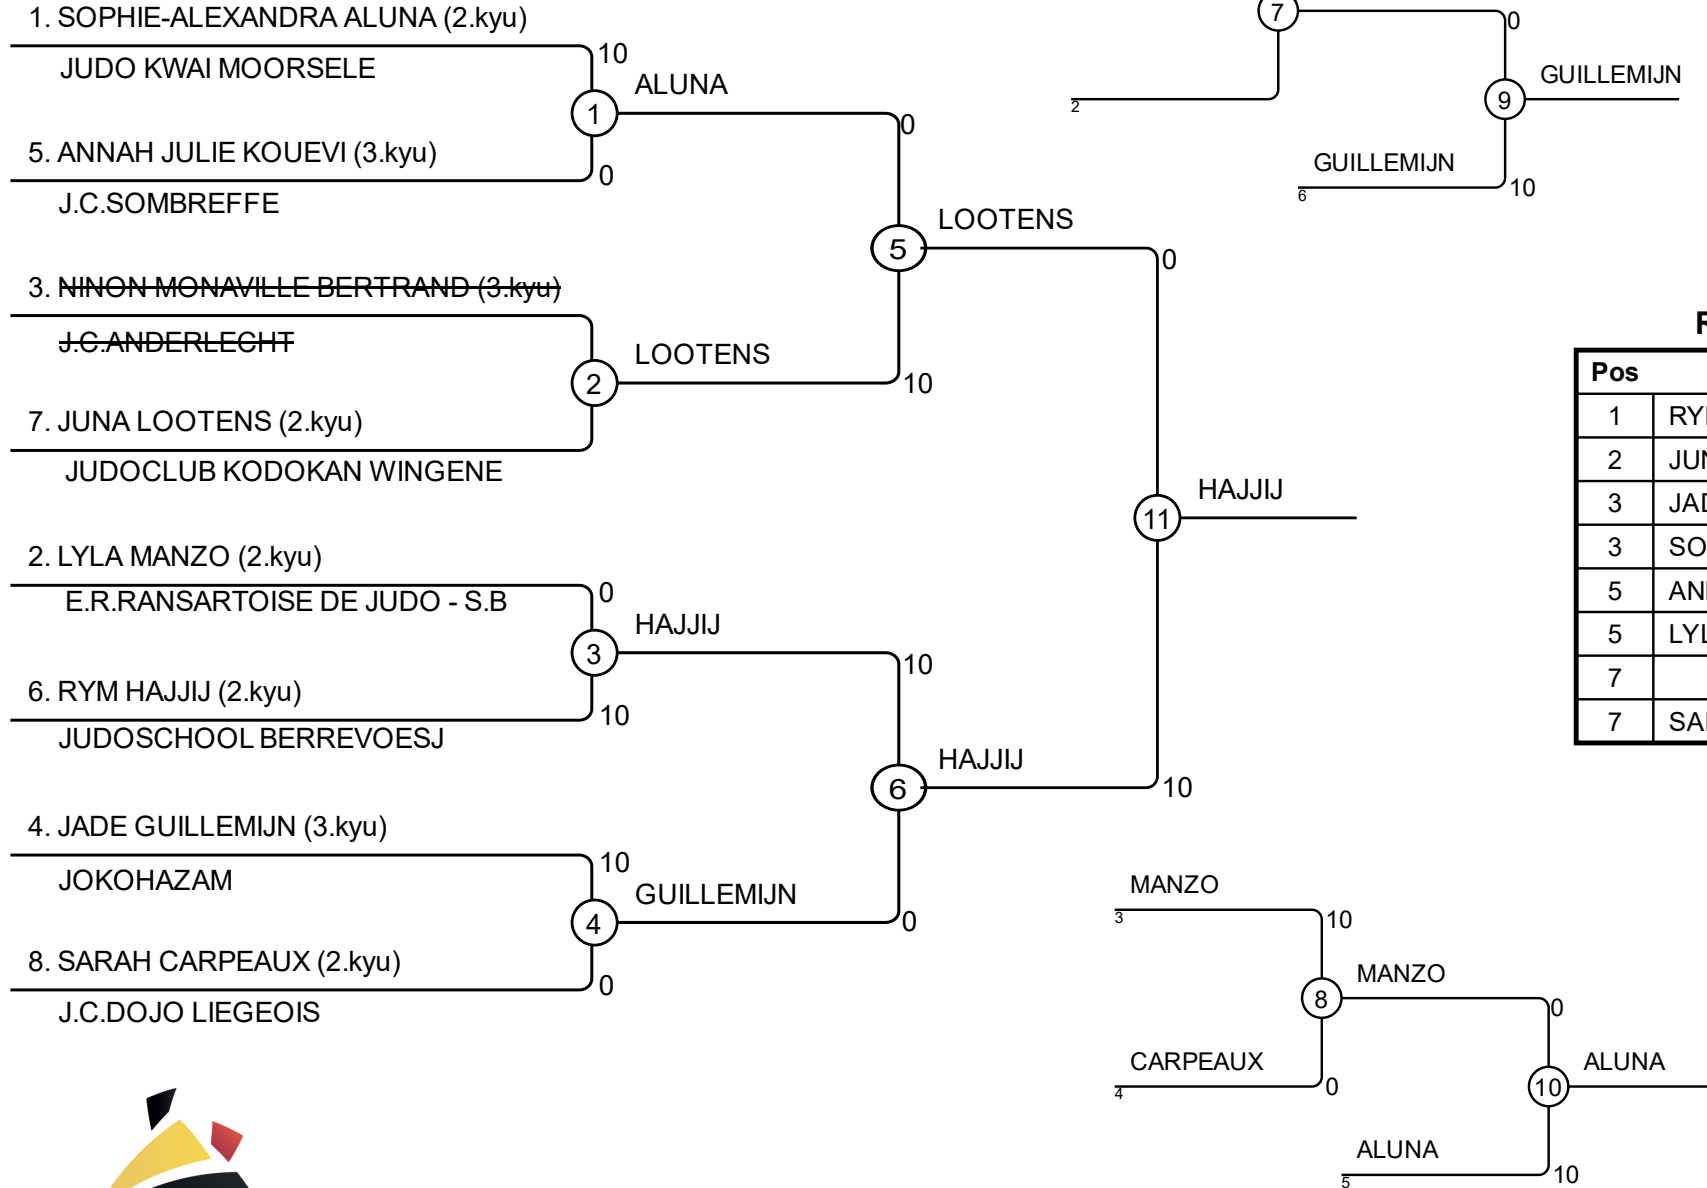 1. SOPHIE-ALEXANDRA ALUNA (2.kyu)
JUDO KWAI MOORSELE
10
1
ALUNA
0
5. ANNAH JULIE KOUEVI (3.kyu)
J.C.SOMBREFFE
0
5
LOOTENS
0
3. NINON MONAVILLE BERTRAND (3.kyu)
J.C.ANDERLECHT
2
LOOTENS
10
7. JUNA LOOTENS (2.kyu)
JUDOCLUB KODOKAN WINGENE
11
HAJJIJ
2. LYLA MANZO (2.kyu)
E.R.RANSARTOISE DE JUDO - S.B
0
3
HAJJIJ
10
6. RYM HAJJIJ (2.kyu)
JUDOSCHOOL BERREVOESJ
10
6
HAJJIJ
10
4. JADE GUILLEMIJN (3.kyu)
JOKOHAZAM
10
4
GUILLEMIJN
0
8. SARAH CARPEAUX (2.kyu)
J.C.DOJO LIEGEOIS
0
7
0
2
9
GUILLEMIJN
GUILLEMIJN
6
10
Pos
1
2
3
3
5
5
7
7
MANZO
3
10
8
MANZO
0
CARPEAUX
4
0
10
ALUNA
ALUNA
5
10